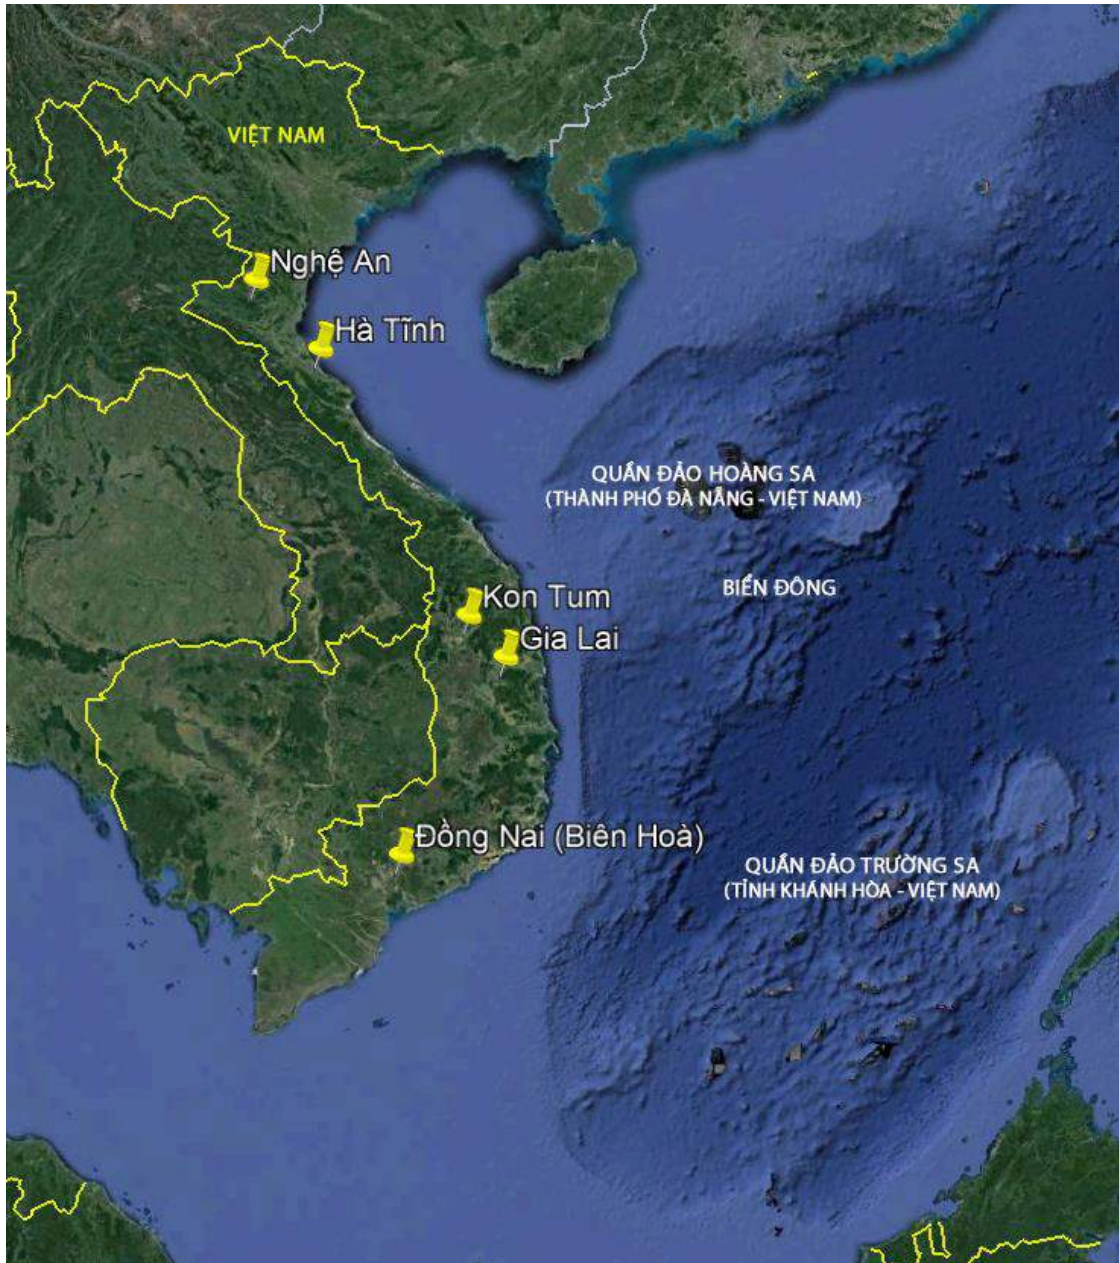 VIỆT NAM
Nghệ An
Hà Tĩnh
QUẦN ĐẢO HOÀNG SA
(THÀNH PHỐ ĐÀ NẴNG - VIỆT NAM)
BIỂN ĐÔNG
Kon Tum
Gia Lai
Đồng Nai (Biên Hoà)
QUẦN ĐẢO TRƯỜNG SA
(TỈNH KHÁNH HÒA - VIỆT NAM)